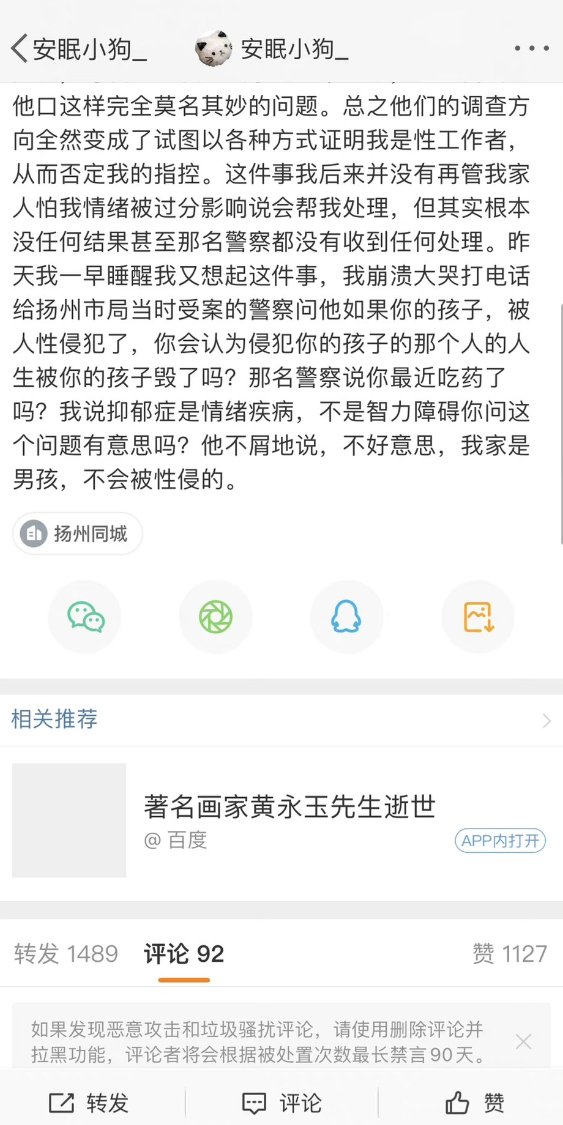 安眠小狗_
安眠小狗_
他口这样完全莫名其妙的问题。总之他们的调查方
向全然变成了试图以各种方式证明我是性工作者，
从而否定我的指控。这件事我后来并没有再管我家
人怕我情绪被过分影响说会帮我处理，但其实根本
没任何结果甚至那名警察都没有收到任何处理。昨
天我一早睡醒我又想起这件事，我崩溃大哭打电话
给扬州市局当时受案的警察问他如果你的孩子，被
人性侵犯了，你会认为侵犯你的孩子的那个人的人
生被你的孩子毁了吗？那名警察说你最近吃药了
吗？我说抑郁症是情绪疾病，不是智力障碍你问这
个问题有意思吗？他不屑地说，不好意思，我家是
男孩，不会被性侵的。
扬州同城
相关推荐
著名画家黄永玉先生逝世
@ 百度
APP内打开
转发 1489 评论 92 赞 1127
如果发现恶意攻击和垃圾骚扰评论，请使用删除评论并
拉黑功能，评论者将会根据被处置次数最长禁言90天。
转发 评论 赞